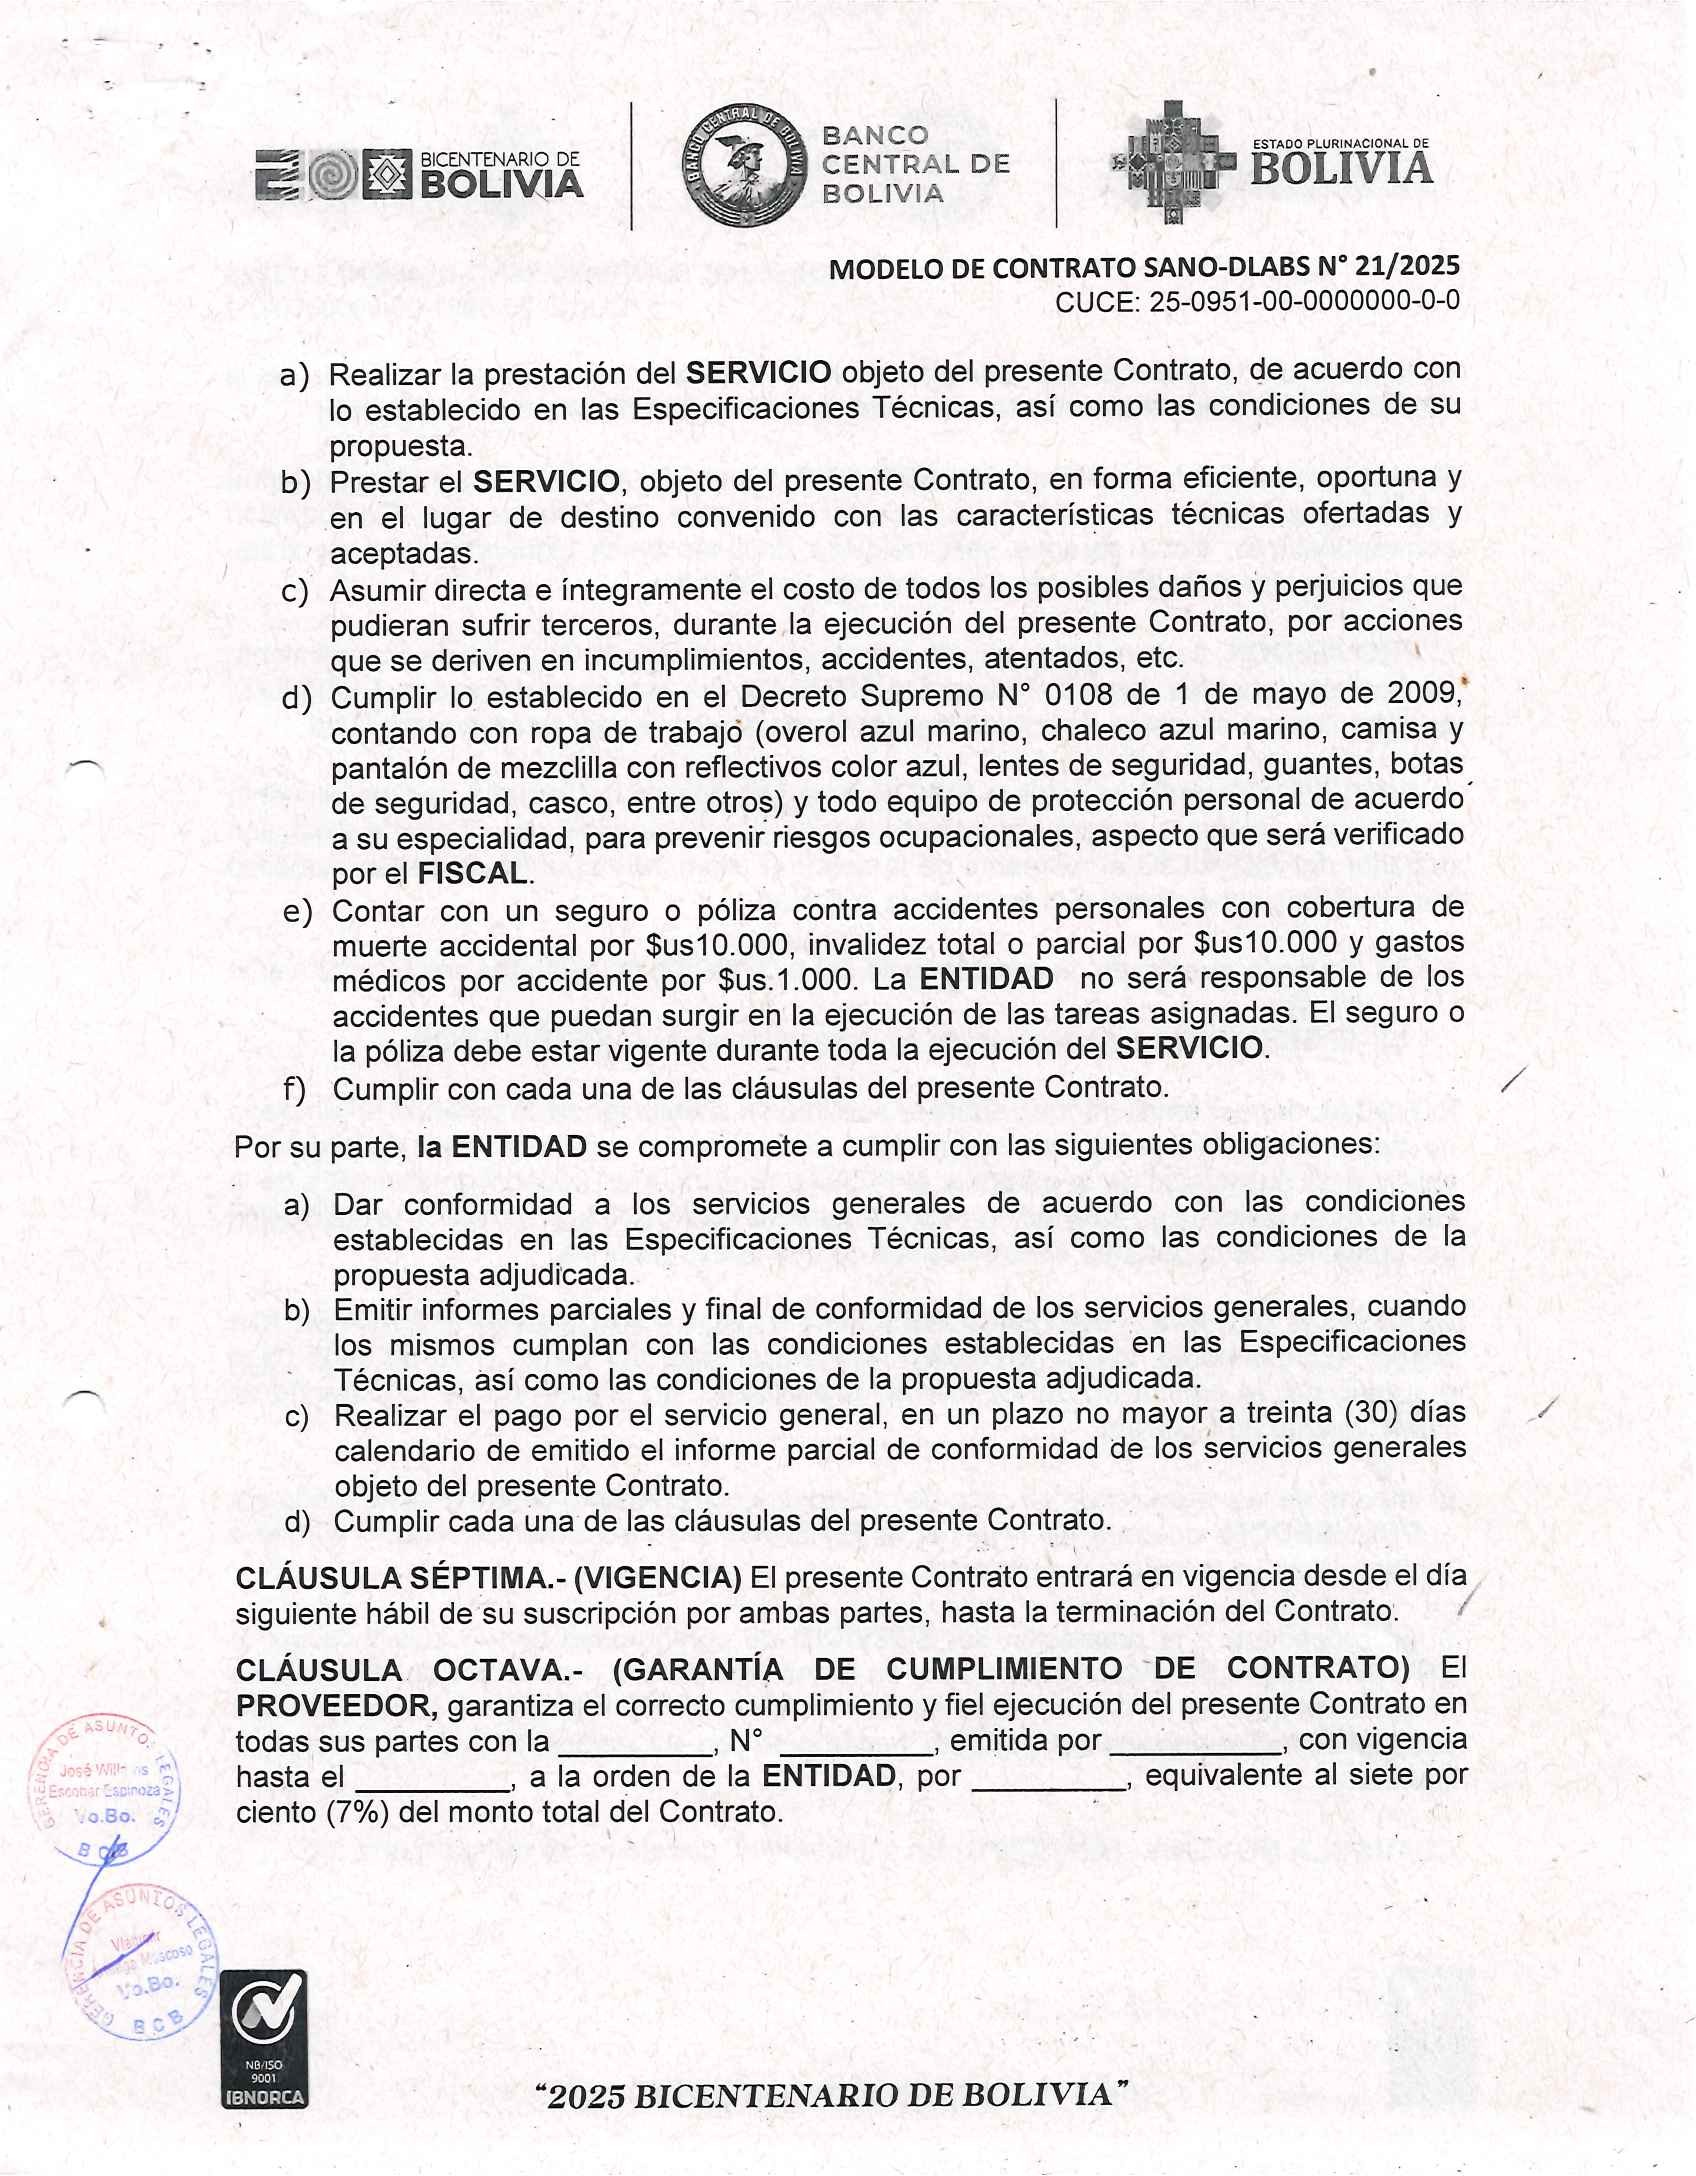 BICENTENARIO DE
BOLIVIA
BANCO CENTRAL DE BOLIVIA
BANCO
CENTRAL DE
BOLIVIA
ESTADO PLURINACIONAL DE
BOLIVIA
MODELO DE CONTRATO SANO-DLABS N° 21/2025
CUCE: 25-0951-00-0000000-0-0
a) Realizar la prestación del SERVICIO objeto del presente Contrato, de acuerdo con
lo establecido en las Especificaciones Técnicas, así como las condiciones de su
propuesta.
b) Prestar el SERVICIO, objeto del presente Contrato, en forma eficiente, oportuna y
en el lugar de destino convenido con las características técnicas ofertadas y
aceptadas.
c) Asumir directa e íntegramente el costo de todos los posibles daños y perjuicios que
pudieran sufrir terceros, durante la ejecución del presente Contrato, por acciones
que se deriven en incumplimientos, accidentes, atentados, etc.
d) Cumplir lo establecido en el Decreto Supremo N° 0108 de 1 de mayo de 2009,
contando con ropa de trabajo (overol azul marino, chaleco azul marino, camisa y
pantalón de mezclilla con reflectivos color azul, lentes de seguridad, guantes, botas
de seguridad, casco, entre otros) y todo equipo de protección personal de acuerdo
a su especialidad, para prevenir riesgos ocupacionales, aspecto que será verificado
por el FISCAL.
e) Contar con un seguro o póliza contra accidentes personales con cobertura de
muerte accidental por $us10.000, invalidez total o parcial por $us10.000 y gastos
médicos por accidente por $us.1.000. La ENTIDAD no será responsable de los
accidentes que puedan surgir en la ejecución de las tareas asignadas. El seguro o
la póliza debe estar vigente durante toda la ejecución del SERVICIO.
f) Cumplir con cada una de las cláusulas del presente Contrato.
Por su parte, la ENTIDAD se compromete a cumplir con las siguientes obligaciones:
a) Dar conformidad a los servicios generales de acuerdo con las condiciones
establecidas en las Especificaciones Técnicas, así como las condiciones de la
propuesta adjudicada.
b) Emitir informes parciales y final de conformidad de los servicios generales, cuando
los mismos cumplan con las condiciones establecidas en las Especificaciones
Técnicas, así como las condiciones de la propuesta adjudicada.
c) Realizar el pago por el servicio general, en un plazo no mayor a treinta (30) días
calendario de emitido el informe parcial de conformidad de los servicios generales
objeto del presente Contrato.
d) Cumplir cada una de las cláusulas del presente Contrato.
CLÁUSULA SÉPTIMA.- (VIGENCIA) El presente Contrato entrará en vigencia desde el día
siguiente hábil de su suscripción por ambas partes, hasta la terminación del Contrato.
CLÁUSULA OCTAVA.- (GARANTÍA DE CUMPLIMIENTO DE CONTRATO) El
PROVEEDOR, garantiza el correcto cumplimiento y fiel ejecución del presente Contrato en
todas sus partes con la __________, N° __________, emitida por ___________, con vigencia
hasta el __________, a la orden de la ENTIDAD, por __________, equivalente al siete por
ciento (7%) del monto total del Contrato.
GERENCIA DE ASUNTOS LEGALES
José
Escobar Espinoza
Vo.Bo.
BCB
GERENCIA DE ASUNTOS LEGALES
Moscoso
Vo.Bo.
BCB
NB/ISO
9001
IBNORCA
“2025 BICENTENARIO DE BOLIVIA”